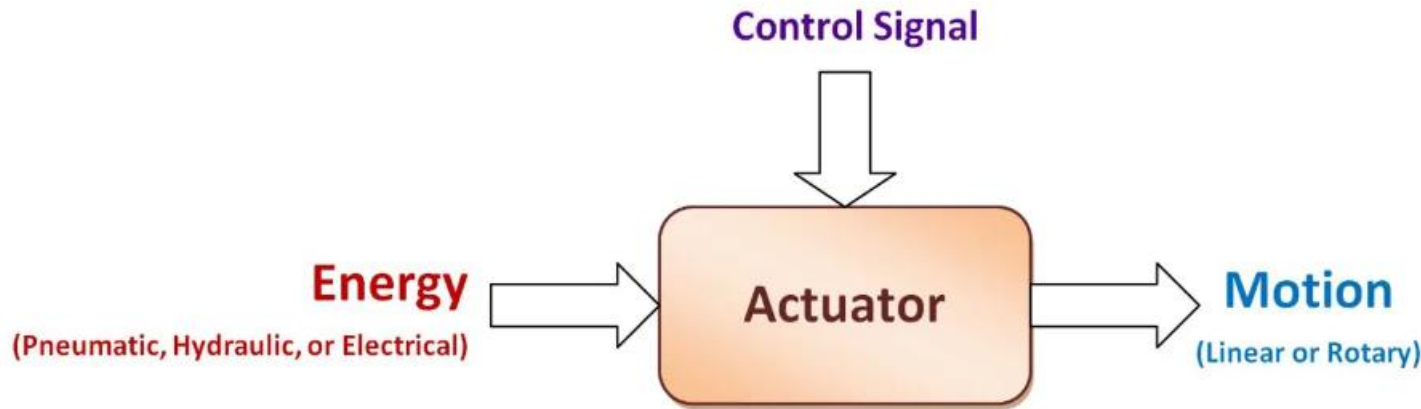 Control Signal
Energy
(Pneumatic, Hydraulic, or Electrical)
Actuator
Motion
(Linear or Rotary)